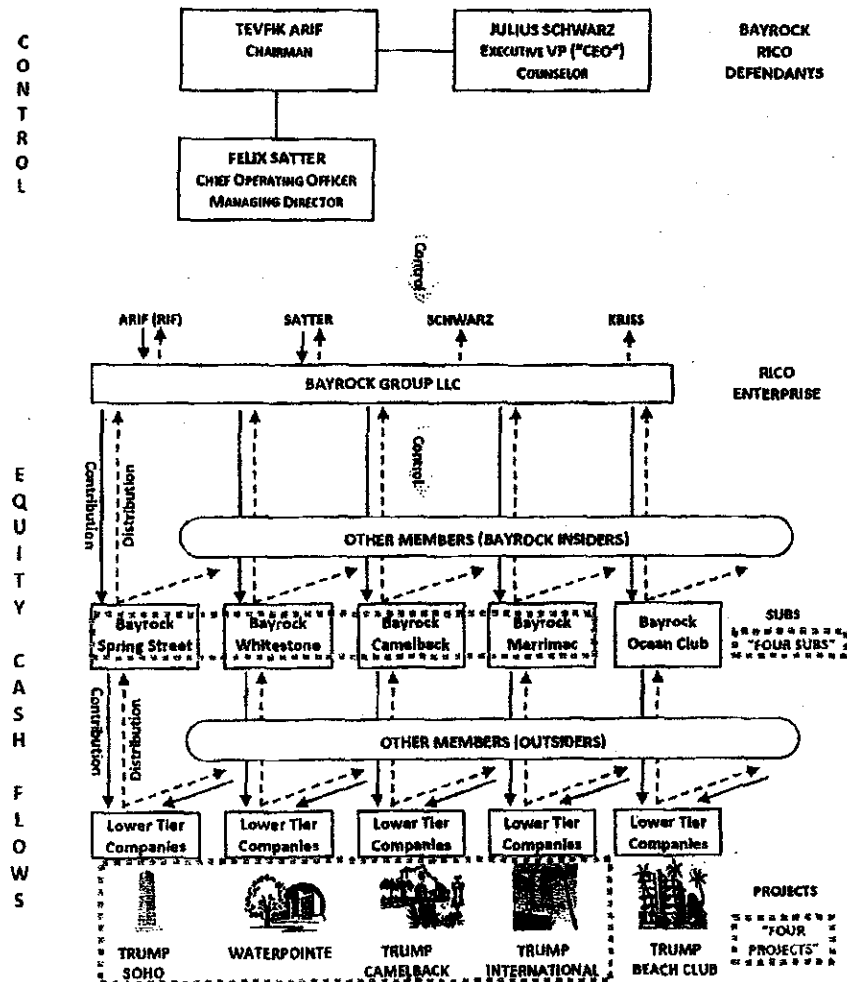 CONTROL
TEVFIK ARIF
CHAIRMAN
JULIUS SCHWARZ
EXECUTIVE VP ("CEO")
COUNSELOR
BAYROCK
RICO
DEFENDANTS
FELIX SATTER
CHIEF OPERATING OFFICER
MANAGING DIRECTOR
Control
ARIF (RIF)
SATTER
SCHWARZ
KRISS
BAYROCK GROUP LLC
RICO
ENTERPRISE
EQUITY CASH FLOWS
Contribution
Distribution
Control
OTHER MEMBERS (BAYROCK INSIDERS)
Bayrock
Spring Street
Bayrock
Whitestone
Bayrock
Camelback
Bayrock
Merrimac
Bayrock
Ocean Club
SUBS
"FOUR SUBS"
Contribution
Distribution
OTHER MEMBERS (OUTSIDERS)
Lower Tier
Companies
Lower Tier
Companies
Lower Tier
Companies
Lower Tier
Companies
Lower Tier
Companies
TRUMP
SOHO
WATERPOINTE
TRUMP
CAMELBACK
TRUMP
INTERNATIONAL
TRUMP
BEACH CLUB
PROJECTS
"FOUR
PROJECTS"